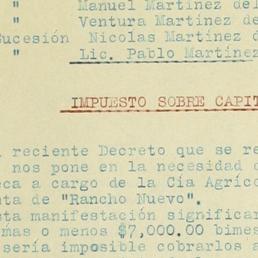 " Manuel Martínez del
" Ventura Martínez de
Sucesión Nicolas Martínez d
" Lic. Pablo Martínez
IMPUESTO SOBRE CAPIT
reciente Decreto que se re
nos pone en la necesidad d
eca a cargo de la Cía Agríc
ta de "Rancho Nuevo".
ta manifestación significar
mas o menos $7,000.00 bimes
sería imposible cobrarlos a